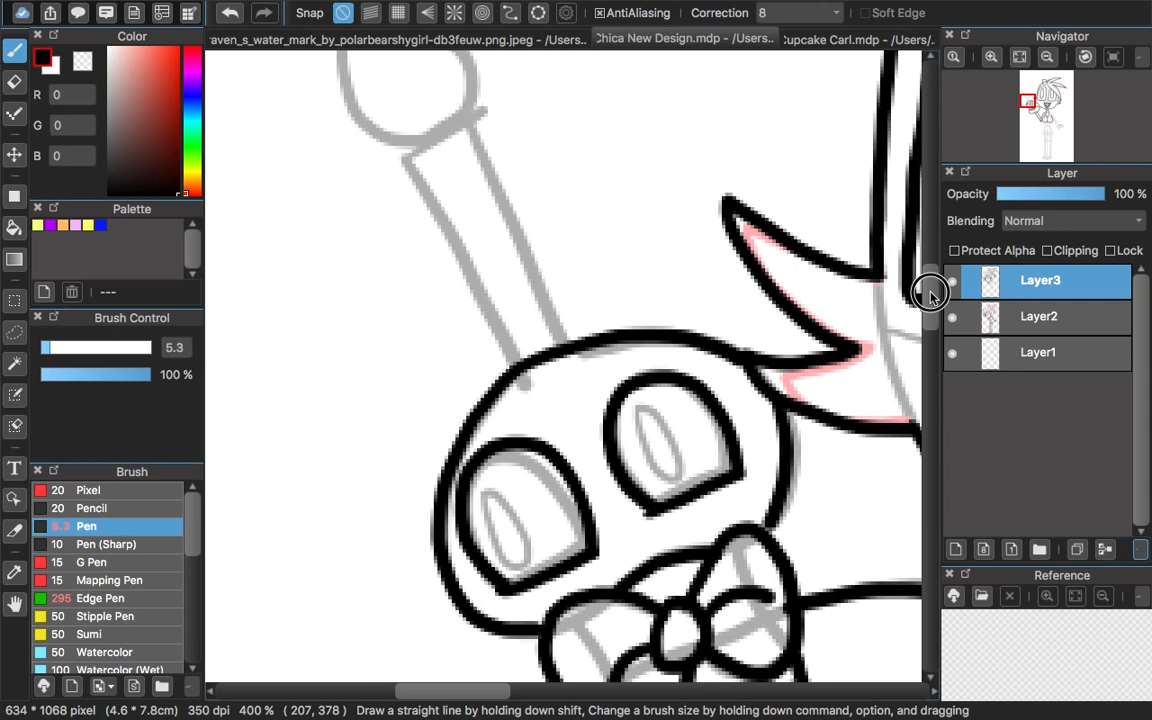 Snap AntiAliasing Correction 8 Soft Edge
Color
raven_s_water_mark_by_polarbearshygirl-db3feuw.png.jpeg - /Users.. Chica New Design.mdp - /Users.. Cupcake Carl.mdp - /Users/..
Navigator
R 0
G 0
B 0
Palette
---
Layer
Opacity 100 %
Blending Normal
Protect Alpha Clipping Lock
Layer3
Layer2
Layer1
Brush Control
5.3
100 %
Brush
20 Pixel
20 Pencil
5.3 Pen
10 Pen (Sharp)
15 G Pen
15 Mapping Pen
295 Edge Pen
50 Stipple Pen
50 Sumi
50 Watercolor
100 Watercolor (Wet)
Reference
T
634 * 1068 pixel (4.6 * 7.8cm) 350 dpi 400 % ( 207, 378 ) Draw a straight line by holding down shift, Change a brush size by holding down command, option, and dragging